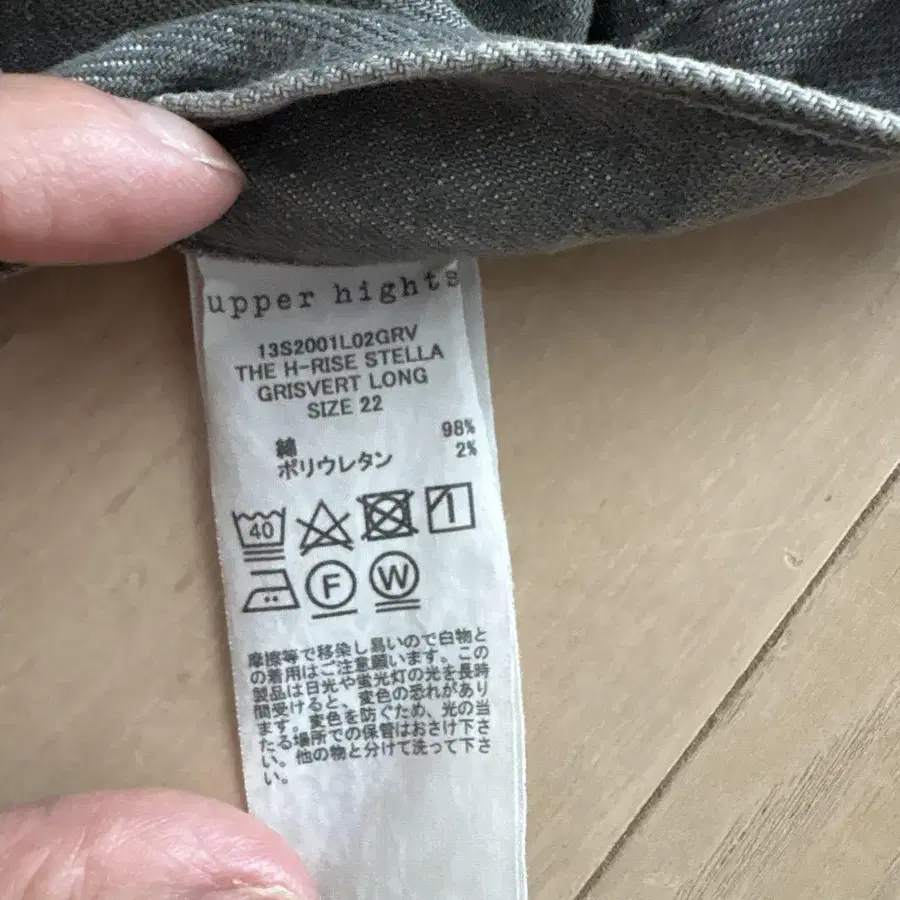 upper hights
13S2001L02GRV
THE H-RISE STELLA
GRISVERT LONG
SIZE 22
綿 98%
ポリウレタン 2%
40
F W
摩擦等で移染し易いので白物と
の着用はご注意願います。この
製品は日光や蛍光灯の光を長時
間受けると、変色の恐れがあり
ます。変色を防ぐため、光の当
たる場所での保管はおさけ下さ
い。他の物と分けて洗って下さ
い。